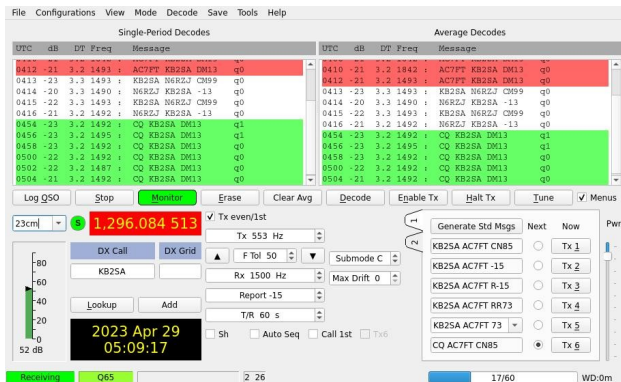 File Configurations View Mode Decode Save Tools Help
Single-Period Decodes Average Decodes
UTC dB DT Freq Message UTC dB DT Freq Message
0412 -21 3.2 1493 : AC7FT KB2SA DM13 q0
0413 -23 3.3 1493 : KB2SA N6RZJ CM99 q0
0414 -20 3.3 1490 : N6RZJ KB2SA -13 q0
0415 -22 3.3 1493 : KB2SA N6RZJ CM99 q0
0416 -21 3.2 1492 : N6RZJ KB2SA -13 q0
0454 -23 3.2 1492 : CQ KB2SA DM13 q1
0456 -23 3.2 1495 : CQ KB2SA DM13 q1
0458 -23 3.2 1492 : CQ KB2SA DM13 q0
0500 -22 3.2 1492 : CQ KB2SA DM13 q0
0502 -22 3.2 1487 : CQ KB2SA DM13 q0
0504 -21 3.2 1492 : CQ KB2SA DM13 q0
0410 -21 3.2 1842 : AC7FT KB2SA DM13 q0
0412 -21 3.2 1493 : AC7FT KB2SA DM13 q0
0413 -23 3.3 1493 : KB2SA N6RZJ CM99 q0
0414 -20 3.3 1490 : N6RZJ KB2SA -13 q0
0415 -22 3.3 1493 : KB2SA N6RZJ CM99 q0
0416 -21 3.2 1492 : N6RZJ KB2SA -13 q0
0454 -23 3.2 1492 : CQ KB2SA DM13 q1
0456 -23 3.2 1495 : CQ KB2SA DM13 q1
0458 -23 3.2 1492 : CQ KB2SA DM13 q0
0500 -22 3.2 1492 : CQ KB2SA DM13 q0
0504 -21 3.2 1492 : CQ KB2SA DM13 q0
Log QSO Stop Monitor Erase Clear Avg Decode Enable Tx Halt Tx Tune Menus
23cm S 1,296.084 513
Tx even/1st
Tx 553 Hz
F Tol 50 Submode C
Rx 1500 Hz Max Drift 0
Report -15
T/R 60 s
Sh Auto Seq Call 1st Tx6
DX Call DX Grid
KB2SA
Lookup Add
2023 Apr 29
05:09:17
80
60
40
20
0
52 dB
1
2
Generate Std Msgs Next Now Pwr
KB2SA AC7FT CN85 Tx 1
KB2SA AC7FT -15 Tx 2
KB2SA AC7FT R-15 Tx 3
KB2SA AC7FT RR73 Tx 4
KB2SA AC7FT 73 Tx 5
CQ AC7FT CN85 Tx 6
Receiving Q65 2 26 17/60 WD:0m